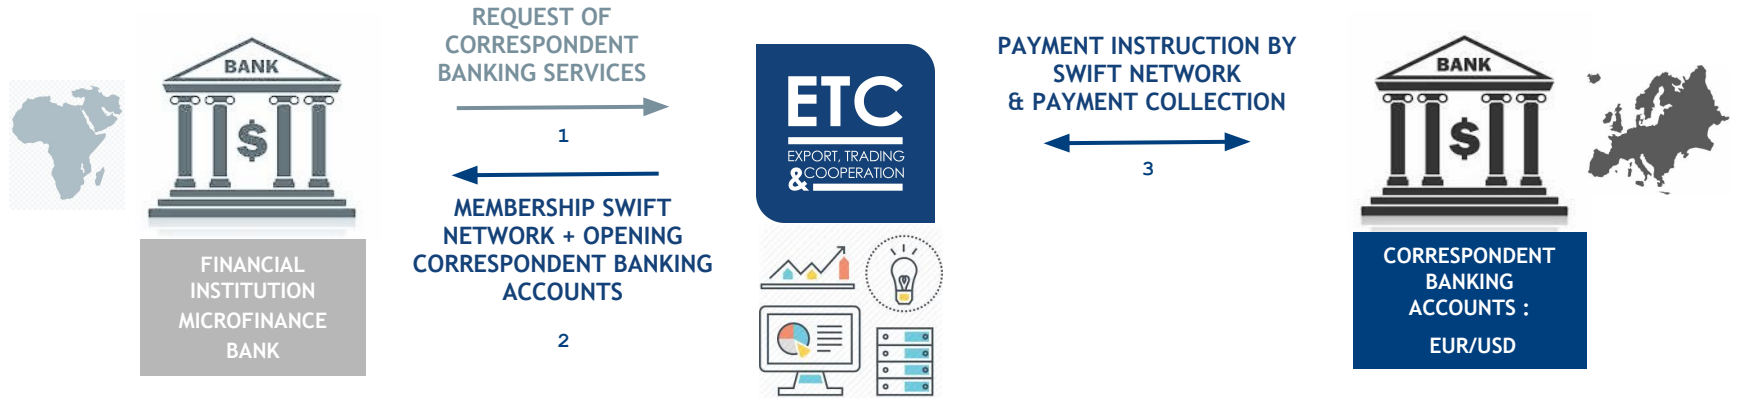 BANK
FINANCIAL
INSTITUTION
MICROFINANCE
BANK
REQUEST OF
CORRESPONDENT
BANKING SERVICES
1
MEMBERSHIP SWIFT
NETWORK + OPENING
CORRESPONDENT BANKING
ACCOUNTS
2
ETC
EXPORT, TRADING
& COOPERATION
PAYMENT INSTRUCTION BY
SWIFT NETWORK
& PAYMENT COLLECTION
3
BANK
CORRESPONDENT
BANKING
ACCOUNTS :
EUR/USD